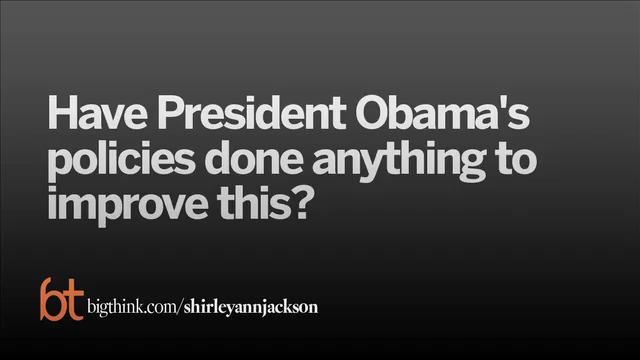 Have President Obama's
policies done anything to
improve this?
bt bigthink.com/shirleyannjackson